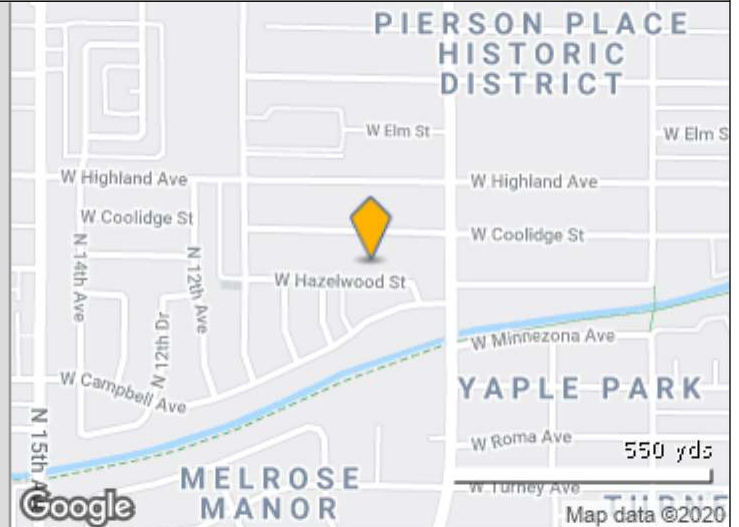 PIERSON PLACE
HISTORIC
DISTRICT
W Elm St
W Elm S
W Highland Ave
W Highland Ave
W Coolidge St
W Coolidge St
N 14th Ave
N 12th Ave
W Hazelwood St
N 12th Dr
W Minnezona Ave
W Campbell Ave
YAPLE PARK
N 15th A
W Roma Ave
550 yds
MELROSE
MANOR
W Turney Ave
TURNE
Google
Map data ©2020